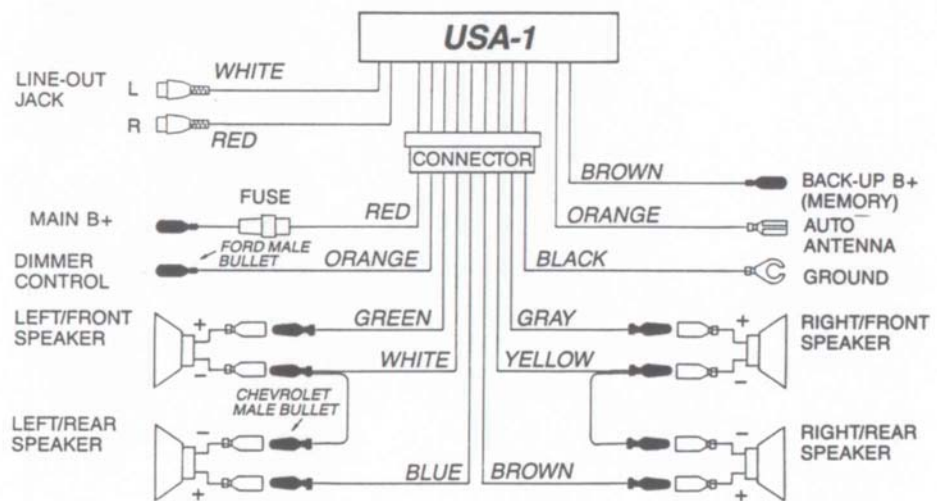 USA-1
LINE-OUT
JACK
L
WHITE
R
RED
CONNECTOR
BROWN
BACK-UP B+
(MEMORY)
MAIN B+
FUSE
RED
ORANGE
AUTO
ANTENNA
DIMMER
CONTROL
FORD MALE
BULLET
ORANGE
BLACK
GROUND
LEFT/FRONT
SPEAKER
+
-
GREEN
WHITE
GRAY
YELLOW
+
-
RIGHT/FRONT
SPEAKER
CHEVROLET
MALE BULLET
LEFT/REAR
SPEAKER
-
+
BLUE
BROWN
-
+
RIGHT/REAR
SPEAKER